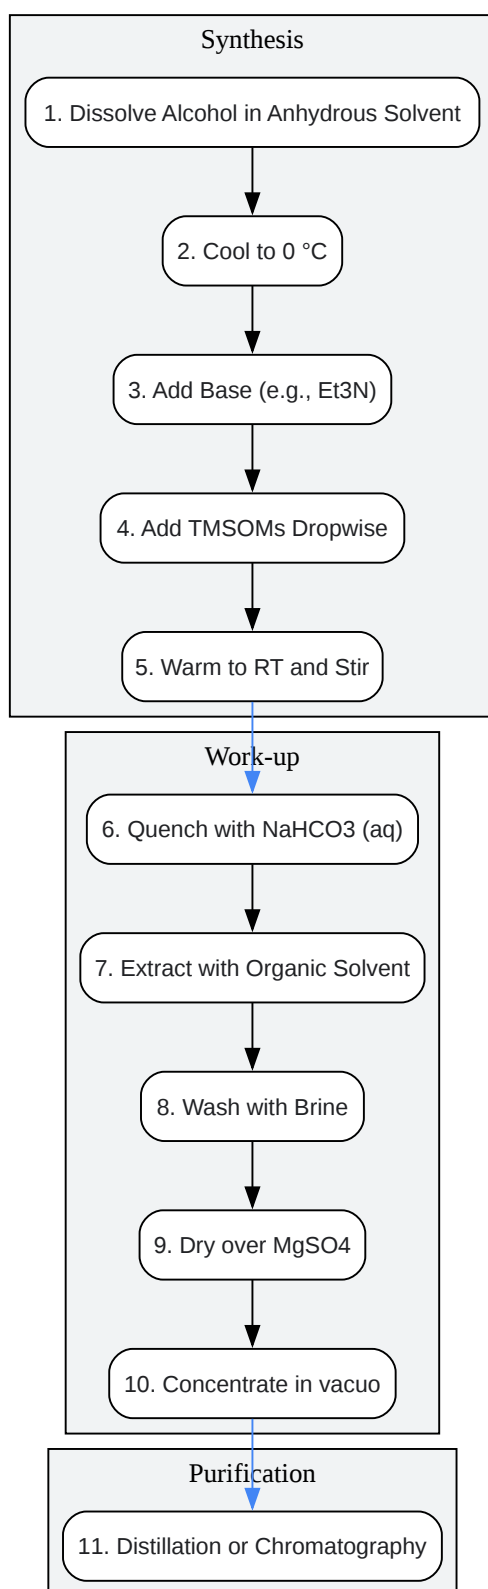 Synthesis
1. Dissolve Alcohol in Anhydrous Solvent
2. Cool to 0 °C
3. Add Base (e.g., Et3N)
4. Add TMSOMs Dropwise
5. Warm to RT and Stir
Work-up
6. Quench with NaHCO3 (aq)
7. Extract with Organic Solvent
8. Wash with Brine
9. Dry over MgSO4
10. Concentrate in vacuo
Purification
11. Distillation or Chromatography